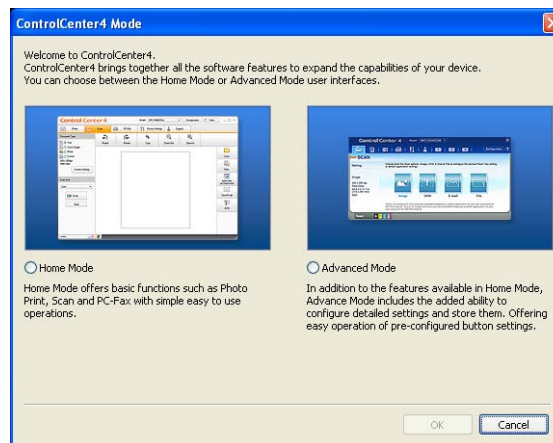 ControlCenter4 Mode
Welcome to ControlCenter4.
ControlCenter4 brings together all the software features to expand the capabilities of your device.
You can choose between the Home Mode or Advanced Mode user interfaces.
Control Center 4
Control Center 4
SCAN
Home Mode
Advanced Mode
Home Mode offers basic functions such as Photo
Print, Scan and PC-Fax with simple easy to use
operations.
In addition to the features available in Home Mode,
Advance Mode includes the added ability to
configure detailed settings and store them. Offering
easy operation of pre-configured button settings.
OK
Cancel